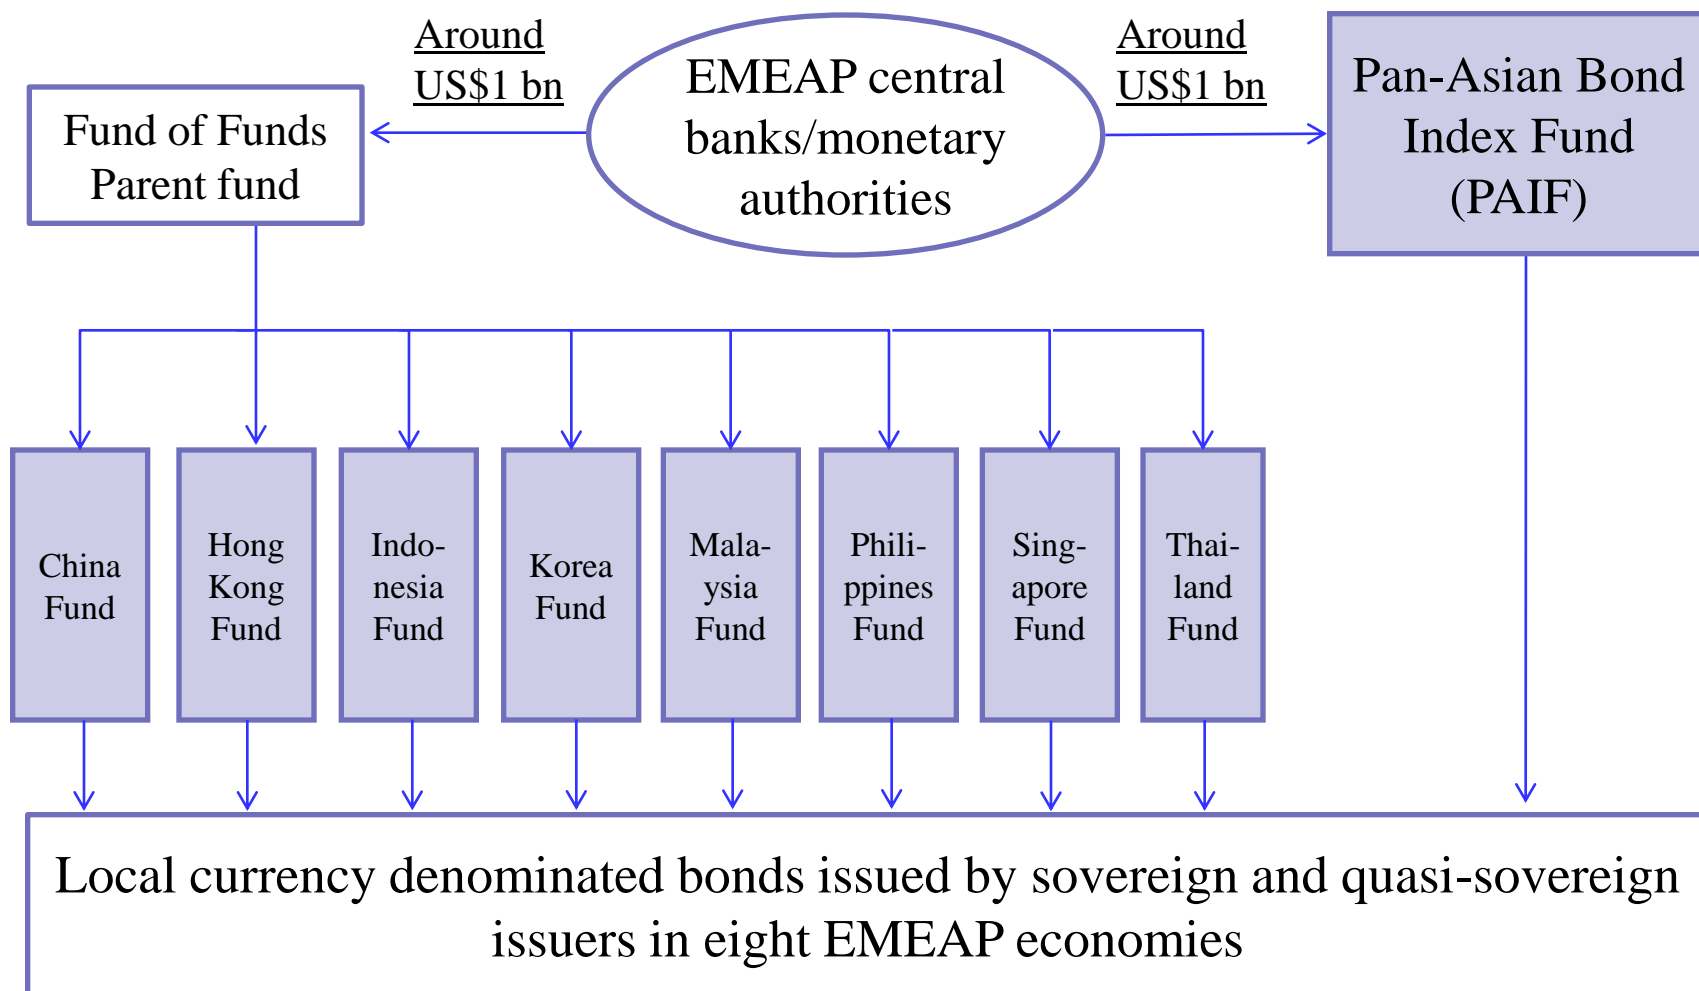 Around
US$1 bn
EMEAP central
banks/monetary
authorities
Around
US$1 bn
Pan-Asian Bond
Index Fund
(PAIF)
Fund of Funds
Parent fund
China
Fund
Hong
Kong
Fund
Indo-
nesia
Fund
Korea
Fund
Mala-
ysia
Fund
Phili-
ppines
Fund
Sing-
apore
Fund
Thai-
land
Fund
Local currency denominated bonds issued by sovereign and quasi-sovereign
issuers in eight EMEAP economies